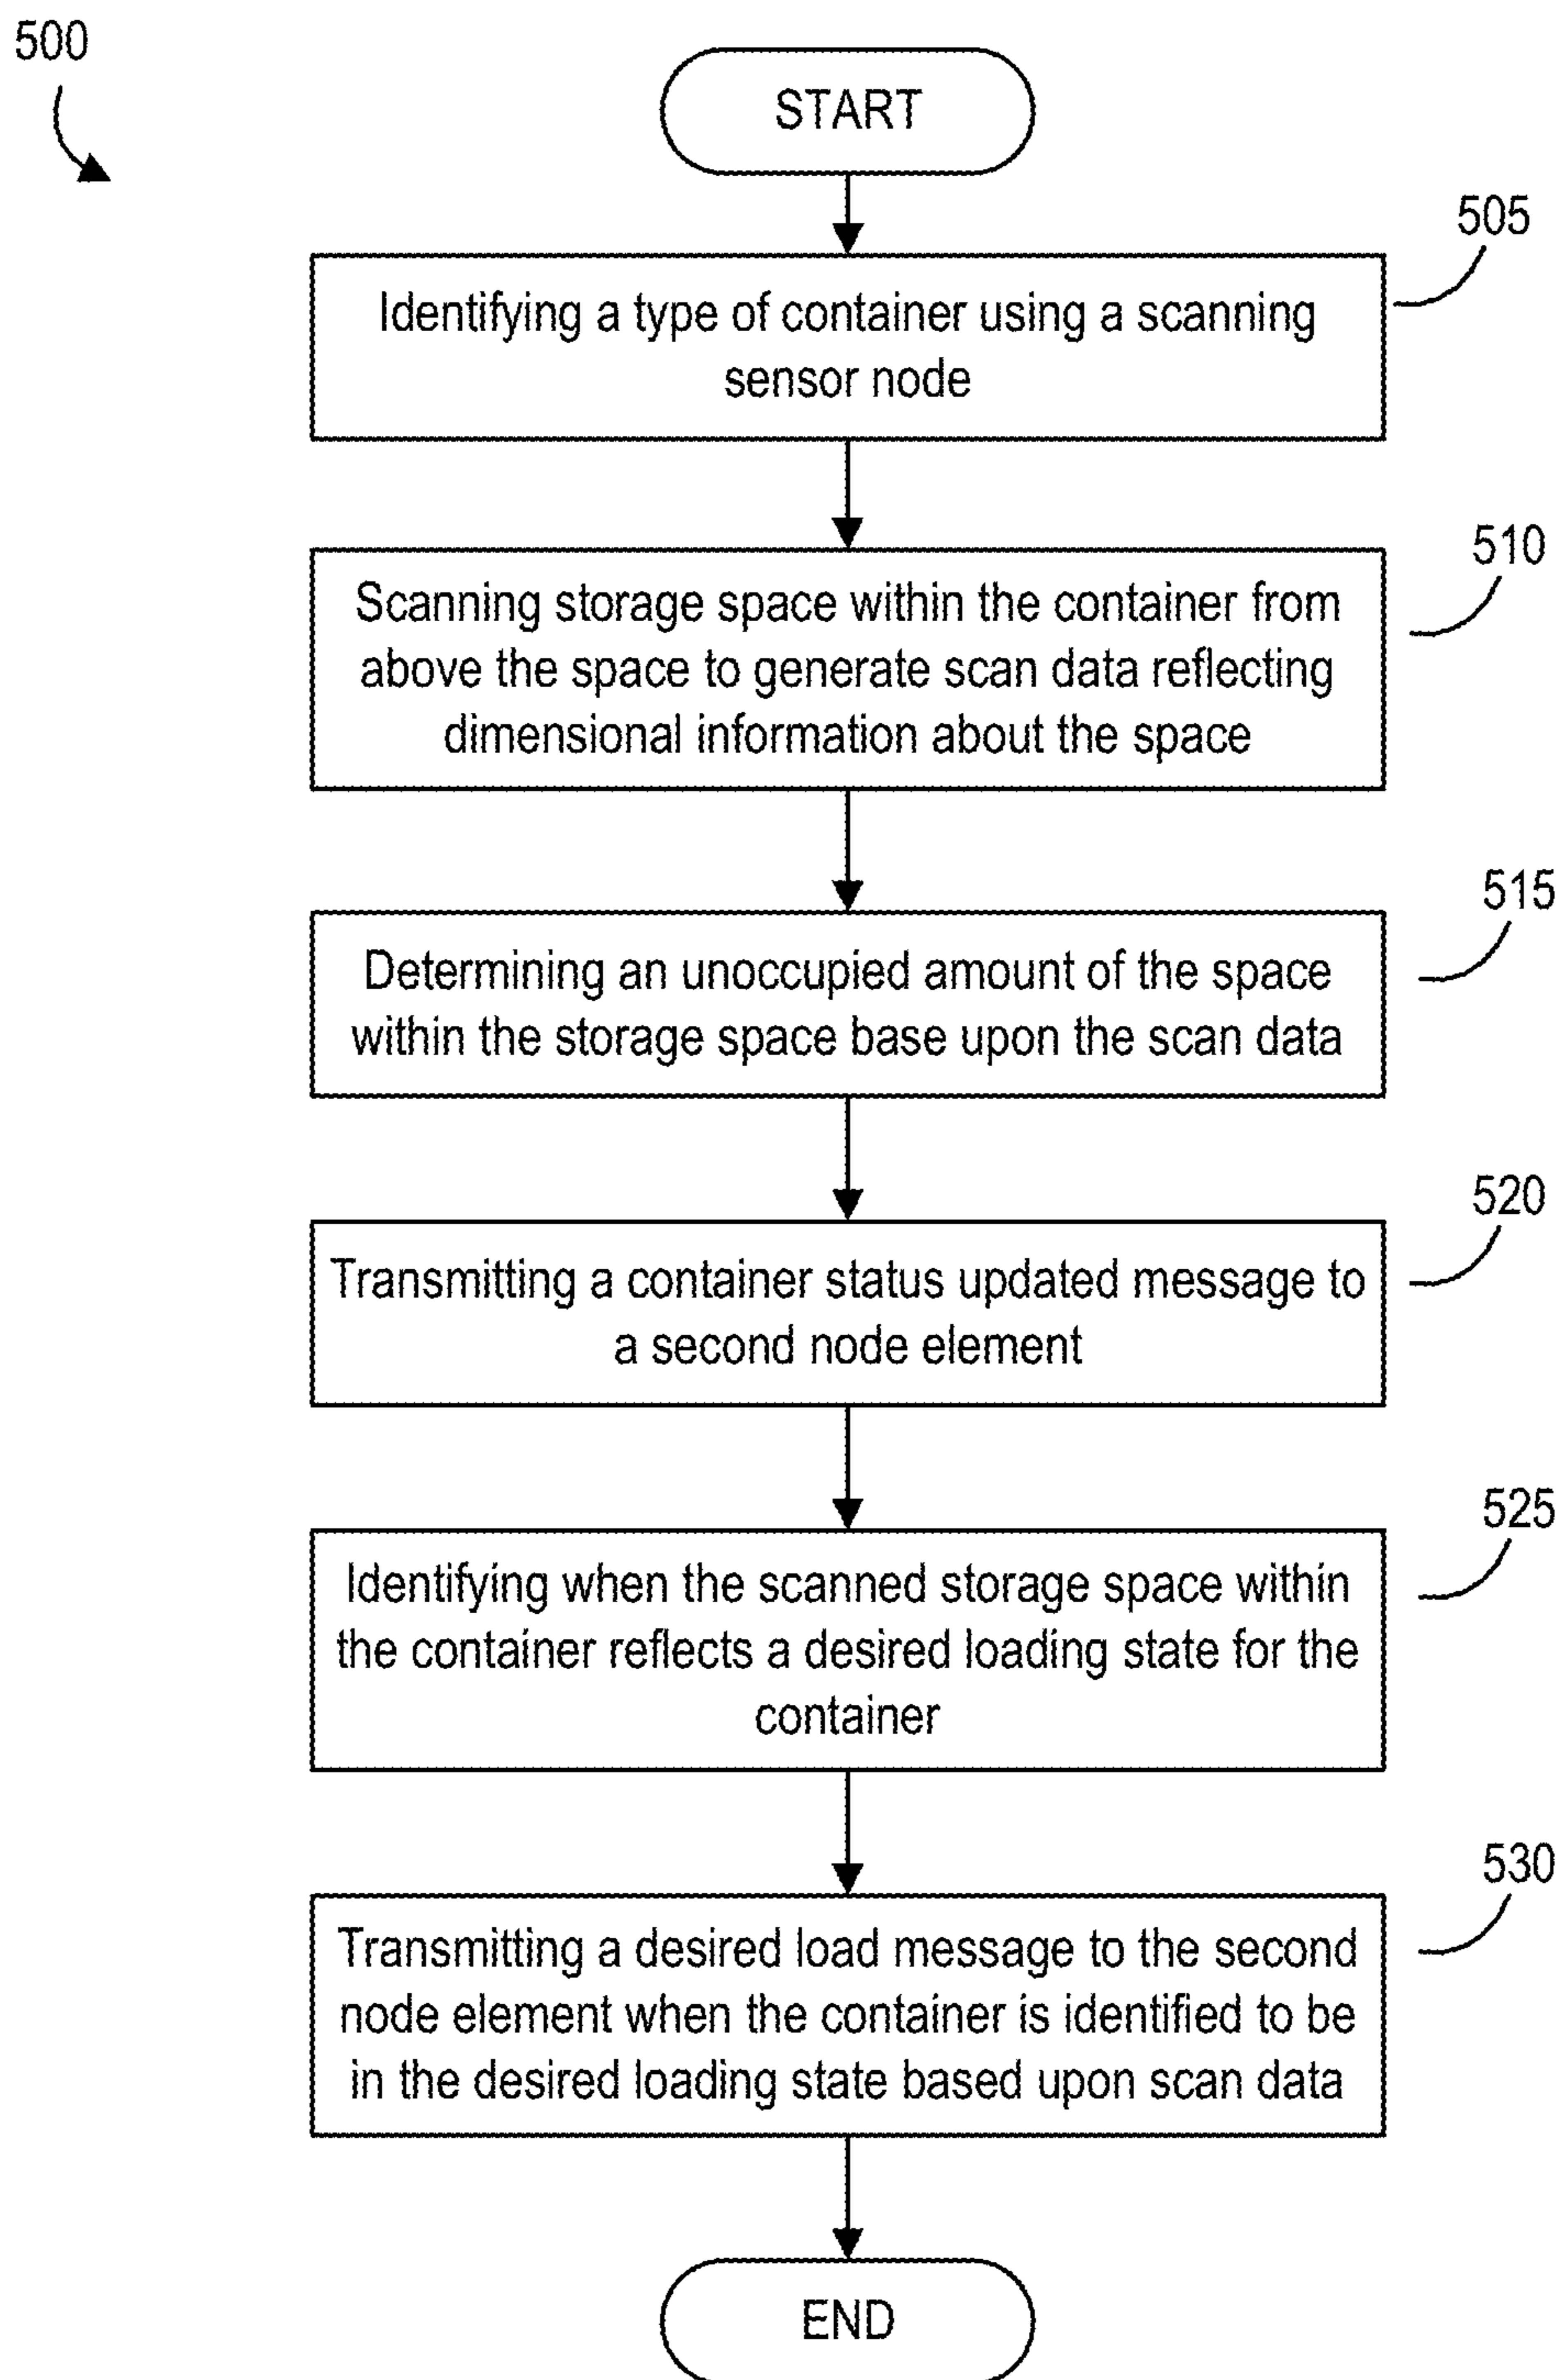 500
START
505
Identifying a type of container using a scanning
sensor node
510
Scanning storage space within the container from
above the space to generate scan data reflecting
dimensional information about the space
515
Determining an unoccupied amount of the space
within the storage space base upon the scan data
520
Transmitting a container status updated message to
a second node element
525
Identifying when the scanned storage space within
the container reflects a desired loading state for the
container
530
Transmitting a desired load message to the second
node element when the container is identified to be
in the desired loading state based upon scan data
END